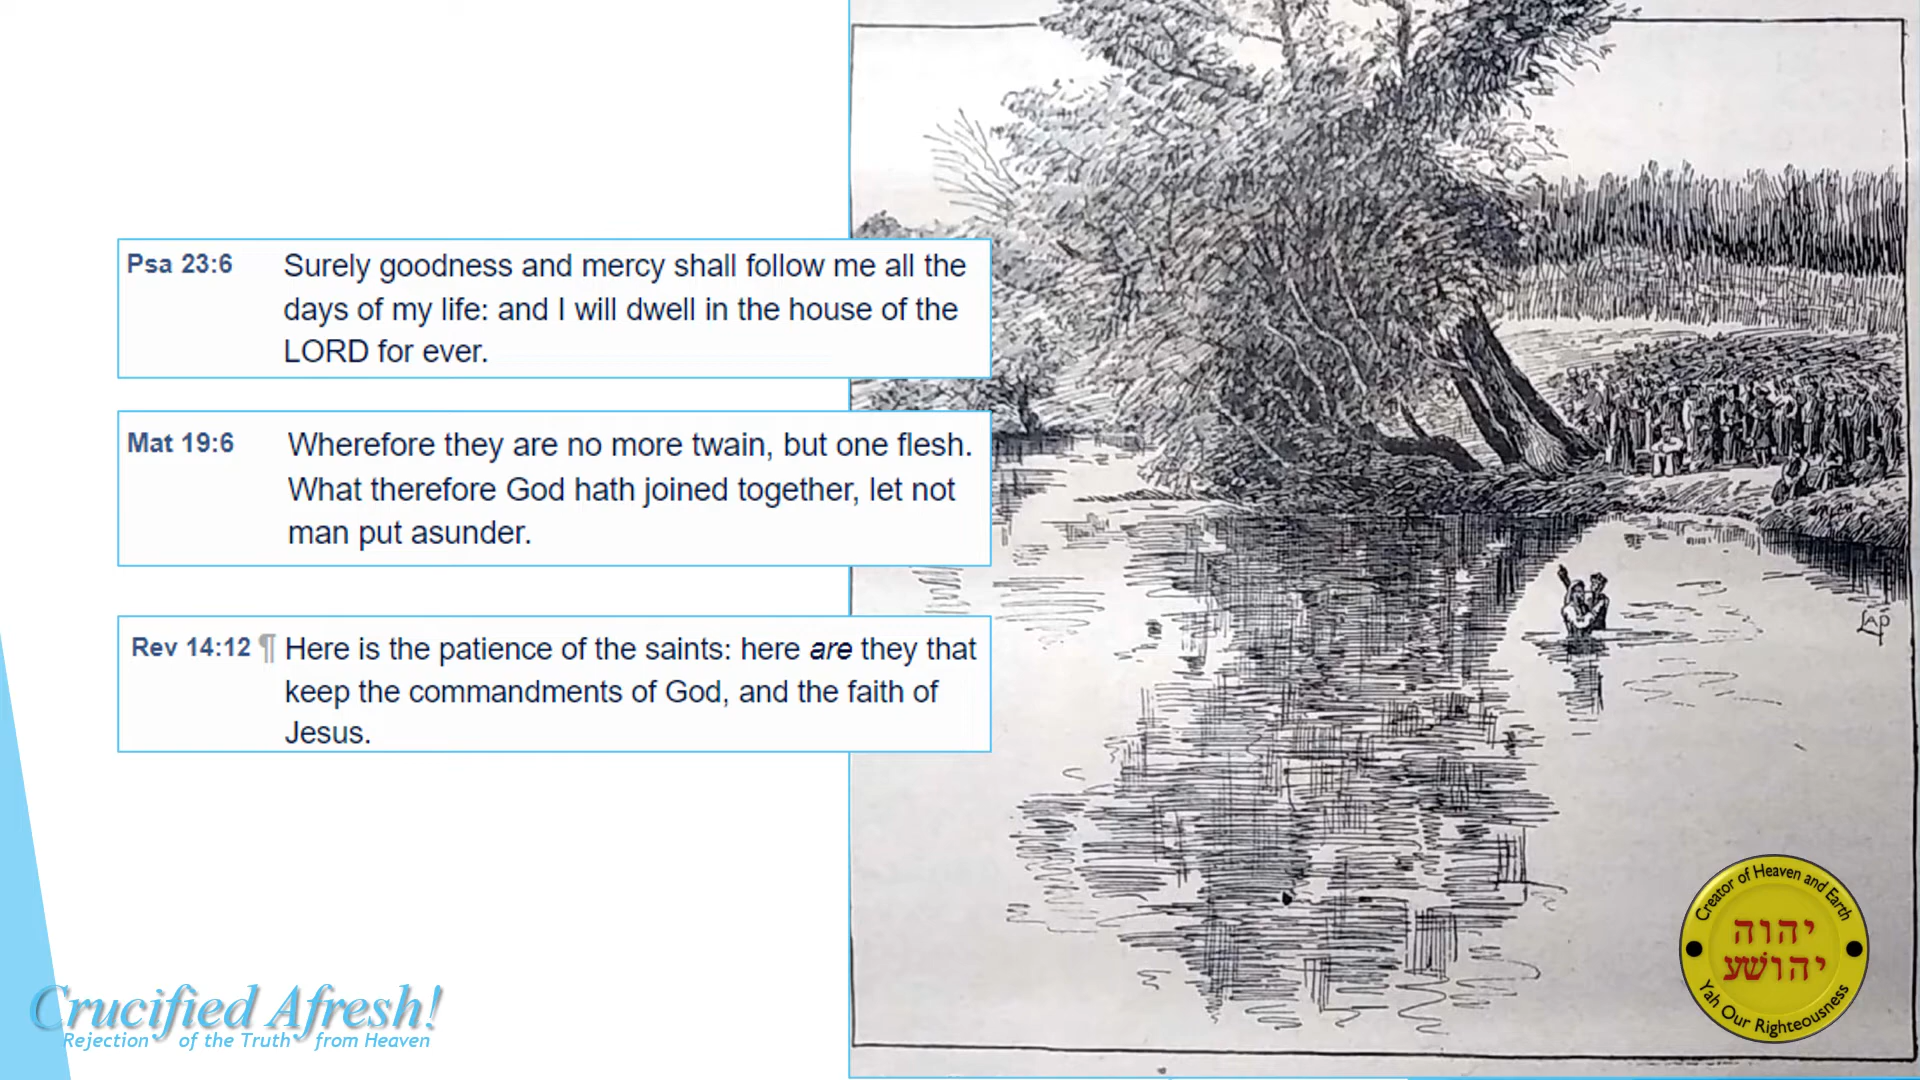 Psa 23:6 Surely goodness and mercy shall follow me all the
days of my life: and I will dwell in the house of the
LORD for ever.
Mat 19:6 Wherefore they are no more twain, but one flesh.
What therefore God hath joined together, let not
man put asunder.
Rev 14:12 ¶ Here is the patience of the saints: here are they that
keep the commandments of God, and the faith of
Jesus.
LAP
Creator of Heaven and Earth
יהוה
יהושע
Yah Our Righteousness
Crucified Afresh!
Rejection of the Truth from Heaven